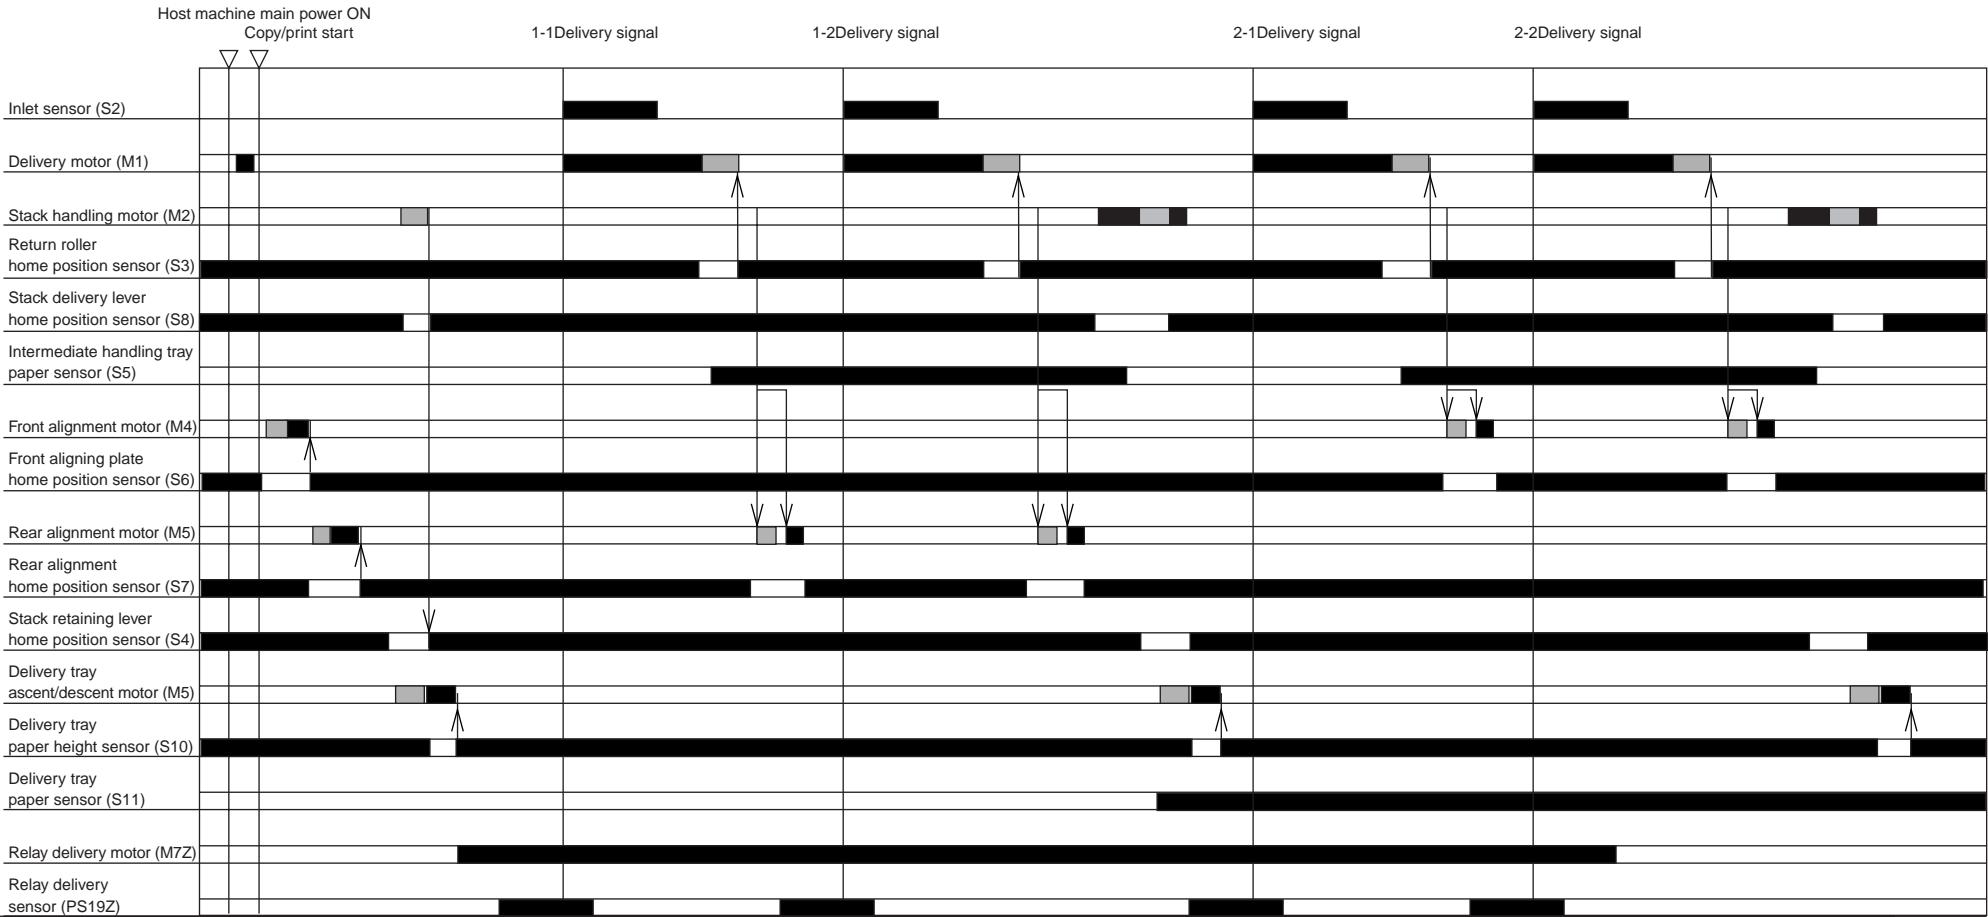 Host machine main power ON
Copy/print start
1-1Delivery signal
1-2Delivery signal
2-1Delivery signal
2-2Delivery signal
Inlet sensor (S2)
Delivery motor (M1)
Stack handling motor (M2)
Return roller
home position sensor (S3)
Stack delivery lever
home position sensor (S8)
Intermediate handling tray
paper sensor (S5)
Front alignment motor (M4)
Front aligning plate
home position sensor (S6)
Rear alignment motor (M5)
Rear alignment
home position sensor (S7)
Stack retaining lever
home position sensor (S4)
Delivery tray
ascent/descent motor (M5)
Delivery tray
paper height sensor (S10)
Delivery tray
paper sensor (S11)
Relay delivery motor (M7Z)
Relay delivery
sensor (PS19Z)